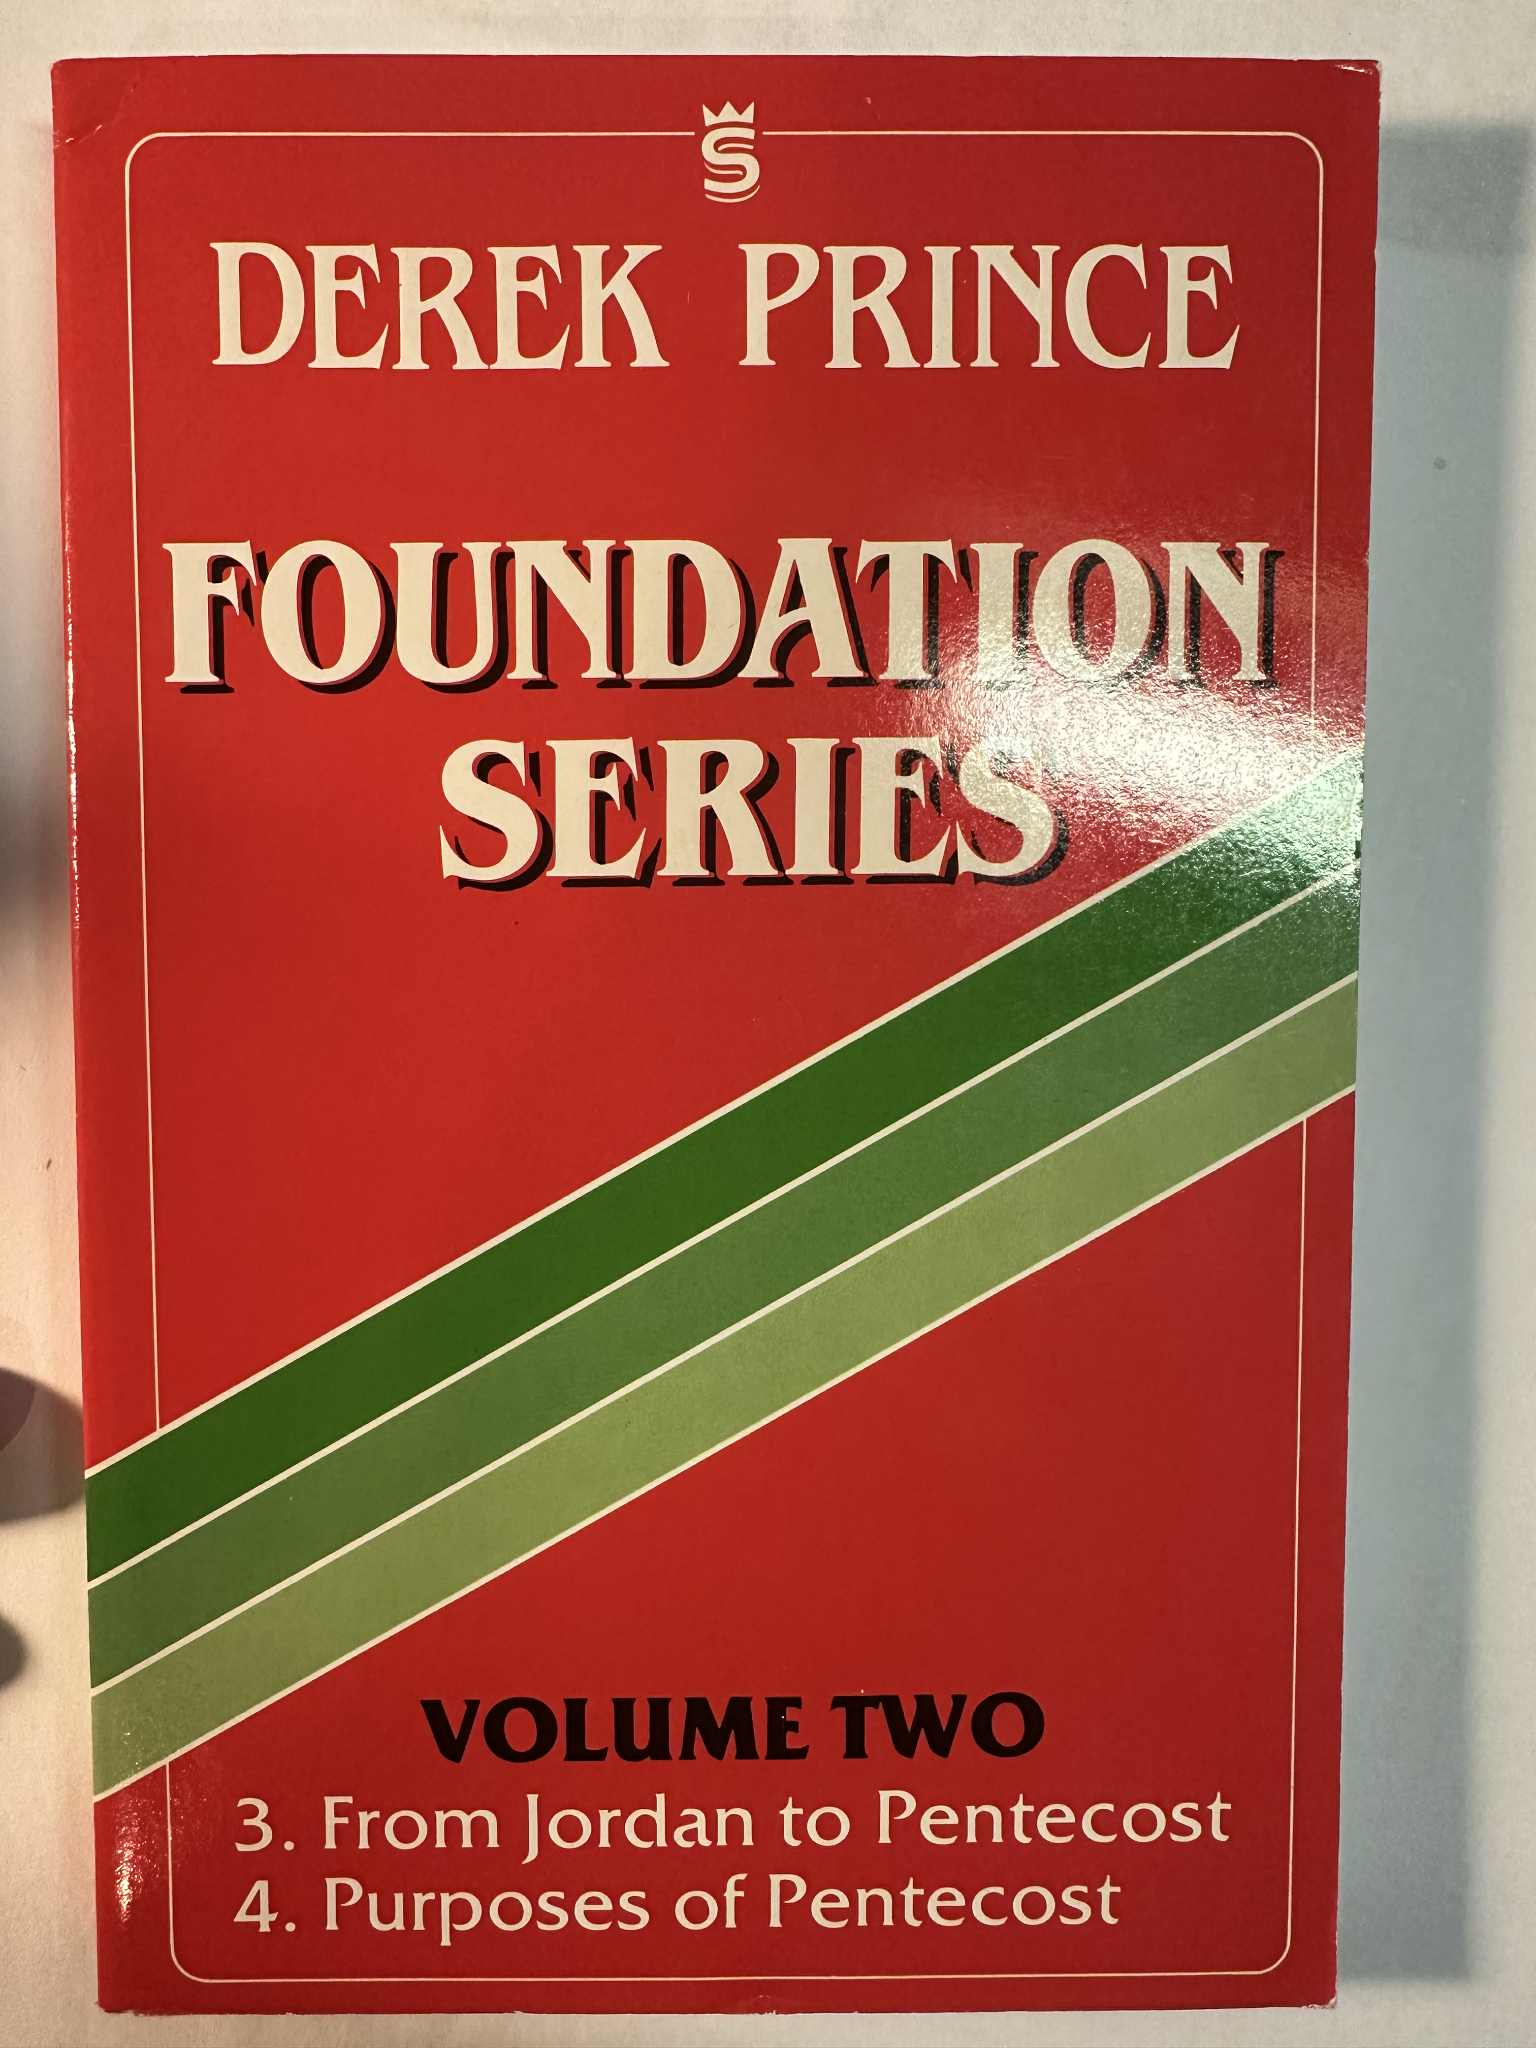 S
DEREK PRINCE
FOUNDATION
SERIES
VOLUME TWO
3. From Jordan to Pentecost
4. Purposes of Pentecost